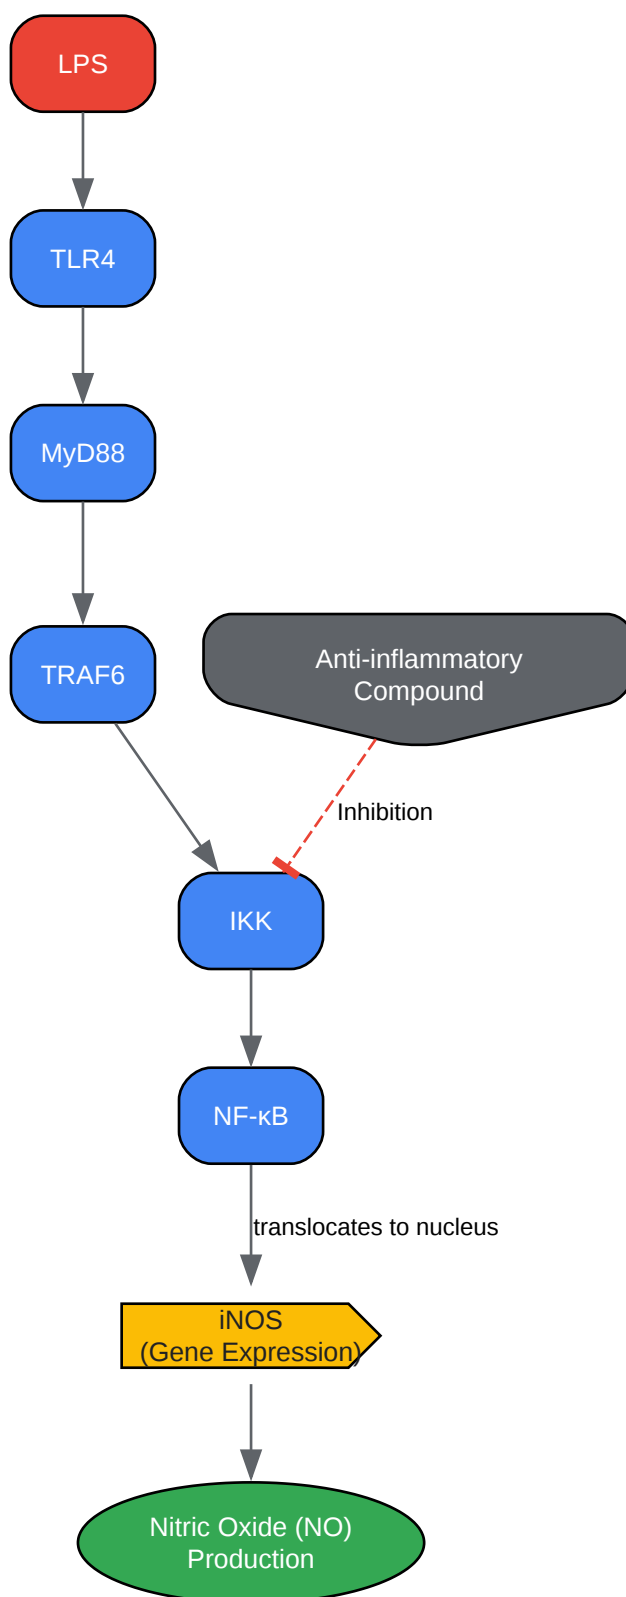 LPS
TLR4
MyD88
TRAF6
Anti-inflammatory
Compound
Inhibition
IKK
NF-κB
translocates to nucleus
iNOS
(Gene Expression)
Nitric Oxide (NO)
Production